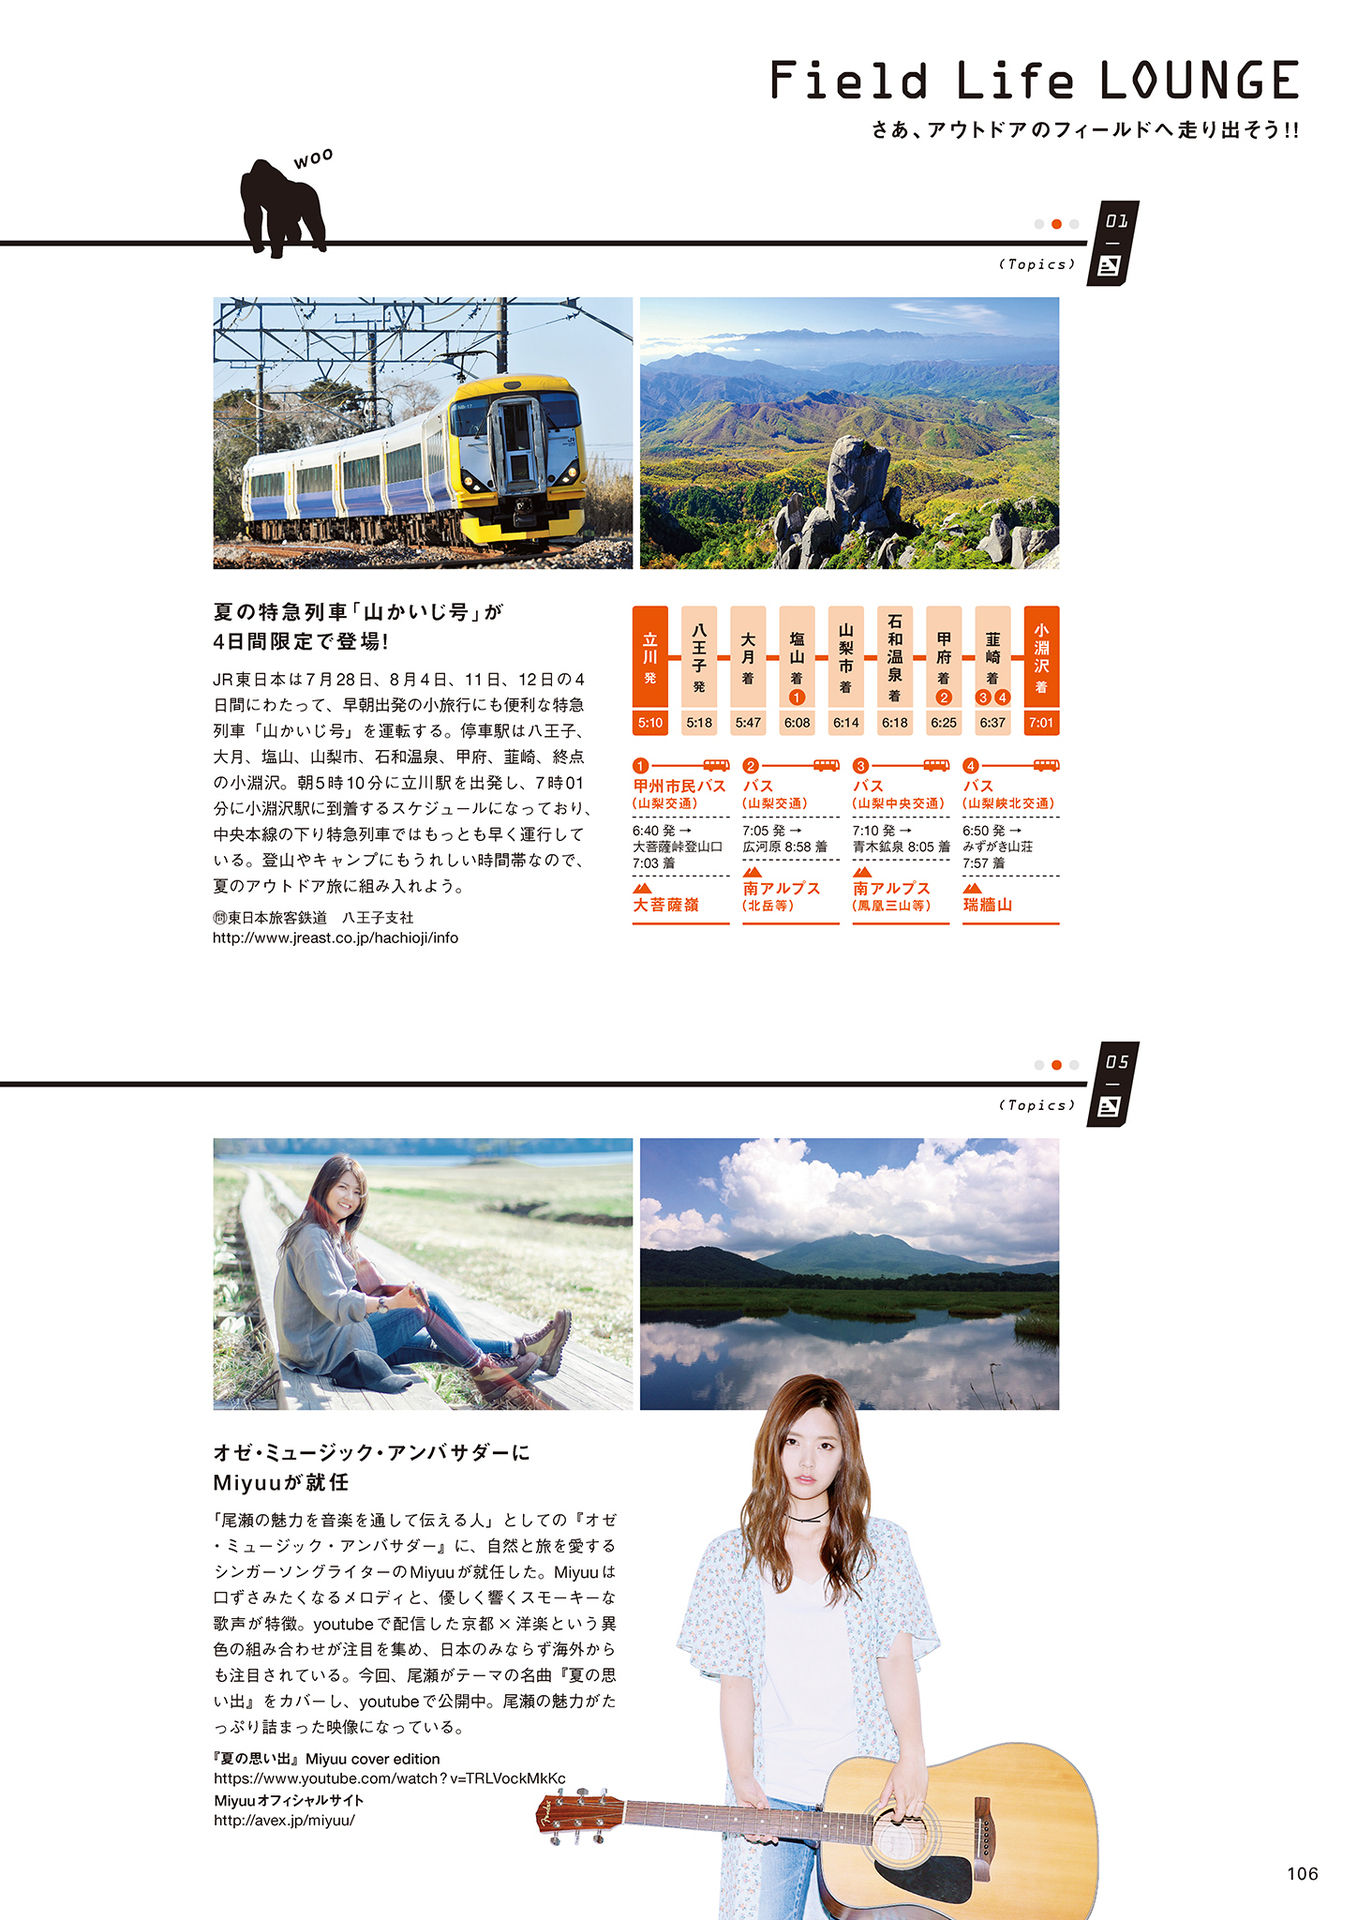 Field Life LOUNGE
さあ、アウトドアのフィールドへ走り出そう!!
woo
01
(Topics)
夏の特急列車「山かいじ号」が
4日間限定で登場!
JR東日本は7月28日、8月4日、11日、12日の4
日間にわたって、早朝出発の小旅行にも便利な特急
列車「山かいじ号」を運転する。停車駅は八王子、
大月、塩山、山梨市、石和温泉、甲府、韮崎、終点
の小淵沢。朝5時10分に立川駅を出発し、7時01
分に小淵沢駅に到着するスケジュールになっており、
中央本線の下り特急列車ではもっとも早く運行して
いる。登山やキャンプにもうれしい時間帯なので、
夏のアウトドア旅に組み入れよう。
㉄東日本旅客鉄道 八王子支社
http://www.jreast.co.jp/hachioji/info
立川 発 5:10
八王子 発 5:18
大月 着 5:47
塩山 着 ① 6:08
山梨市 着 6:14
石和温泉 着 6:18
甲府 着 ② 6:25
韮崎 着 ③④ 6:37
小淵沢 着 7:01
①
甲州市民バス
(山梨交通)
6:40 発 →
大菩薩峠登山口
7:03 着
大菩薩嶺
②
バス
(山梨交通)
7:05 発 →
広河原 8:58 着
南アルプス
(北岳等)
③
バス
(山梨中央交通)
7:10 発 →
青木鉱泉 8:05 着
南アルプス
(鳳凰三山等)
④
バス
(山梨峡北交通)
6:50 発 →
みずがき山荘
7:57 着
瑞牆山
05
(Topics)
オゼ・ミュージック・アンバサダーに
Miyuuが就任
「尾瀬の魅力を音楽を通して伝える人」としての『オゼ
・ミュージック・アンバサダー』に、自然と旅を愛する
シンガーソングライターのMiyuuが就任した。Miyuuは
口ずさみたくなるメロディと、優しく響くスモーキーな
歌声が特徴。youtubeで配信した京都×洋楽という異
色の組み合わせが注目を集め、日本のみならず海外から
も注目されている。今回、尾瀬がテーマの名曲『夏の思
い出』をカバーし、youtubeで公開中。尾瀬の魅力がた
っぷり詰まった映像になっている。
『夏の思い出』Miyuu cover edition
https://www.youtube.com/watch?v=TRLVockMkKc
Miyuuオフィシャルサイト
http://avex.jp/miyuu/
Fender
106